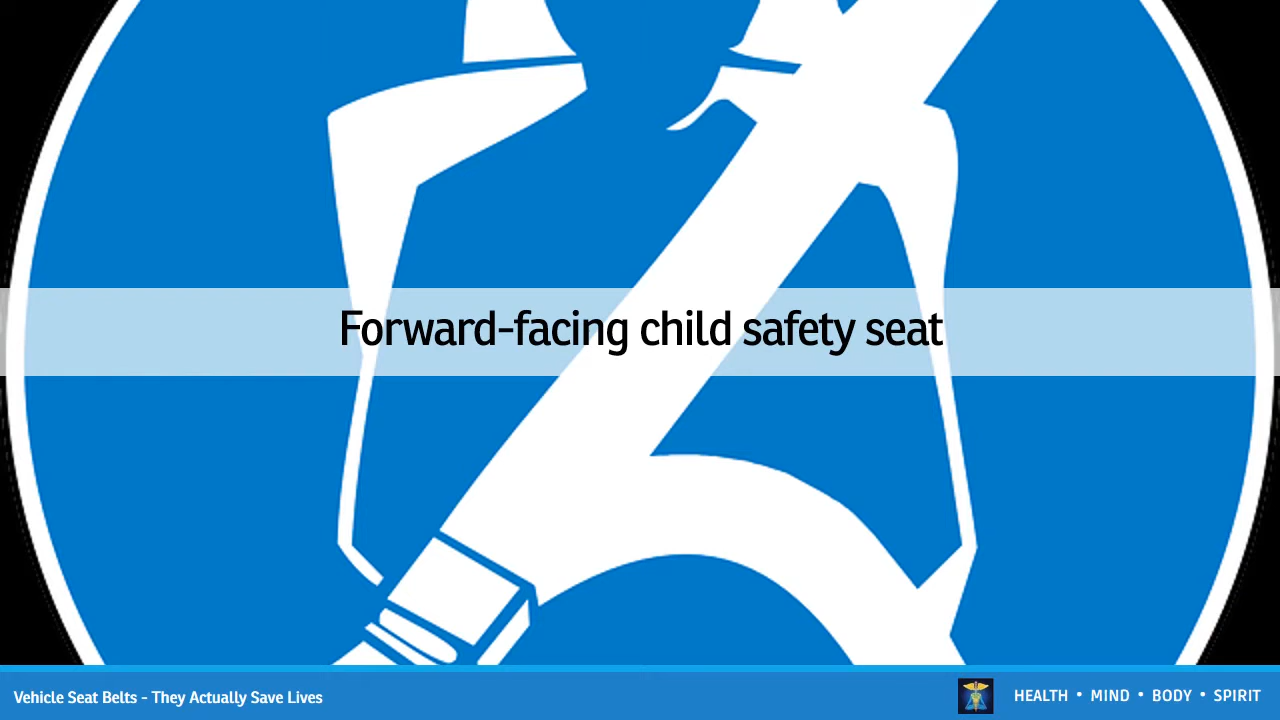 Forward-facing child safety seat
Vehicle Seat Belts - They Actually Save Lives
HEALTH • MIND • BODY • SPIRIT